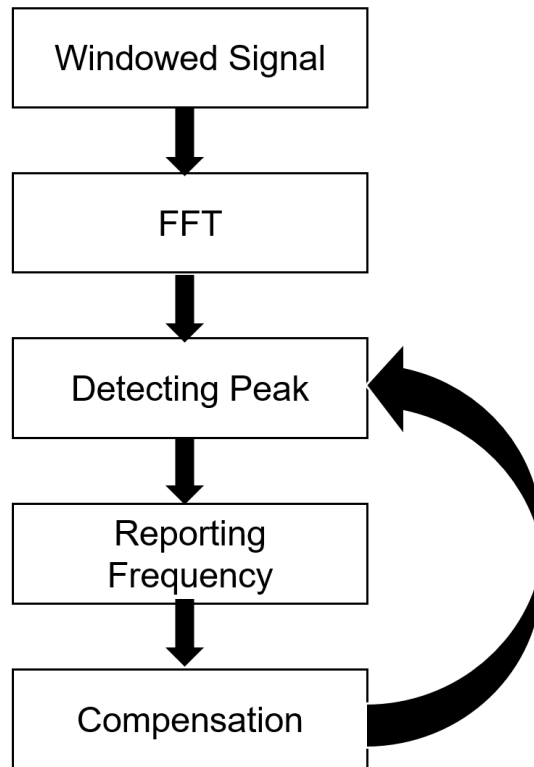 Windowed Signal
FFT
Detecting Peak
Reporting
Frequency
Compensation